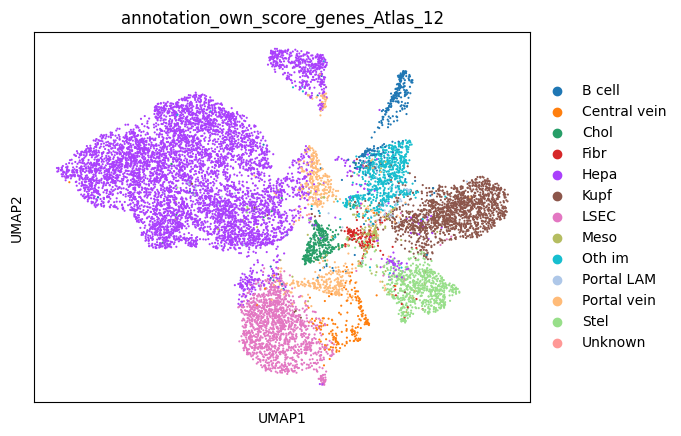 annotation_own_score_genes_Atlas_12
UMAP2
UMAP1
B cell
Central vein
Chol
Fibr
Hepa
Kupf
LSEC
Meso
Oth im
Portal LAM
Portal vein
Stel
Unknown